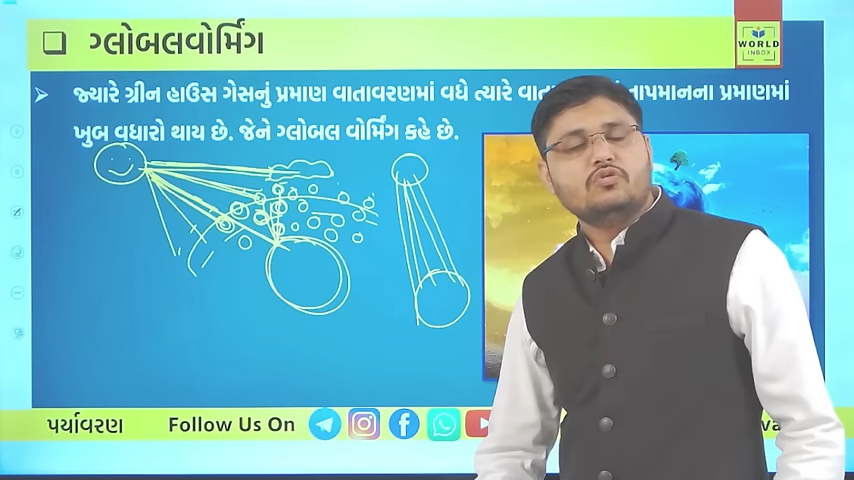 ❑ ગ્લોબલવોર્મિંગ
WORLD
INBOX
➤ જ્યારે ગ્રીન હાઉસ ગેસનું પ્રમાણ વાતાવરણમાં વધે ત્યારે તાપમાનના પ્રમાણમાં
ખુબ વધારો થાય છે. જેને ગ્લોબલ વોર્મિંગ કહે છે.
પર્યાવરણ Follow Us On